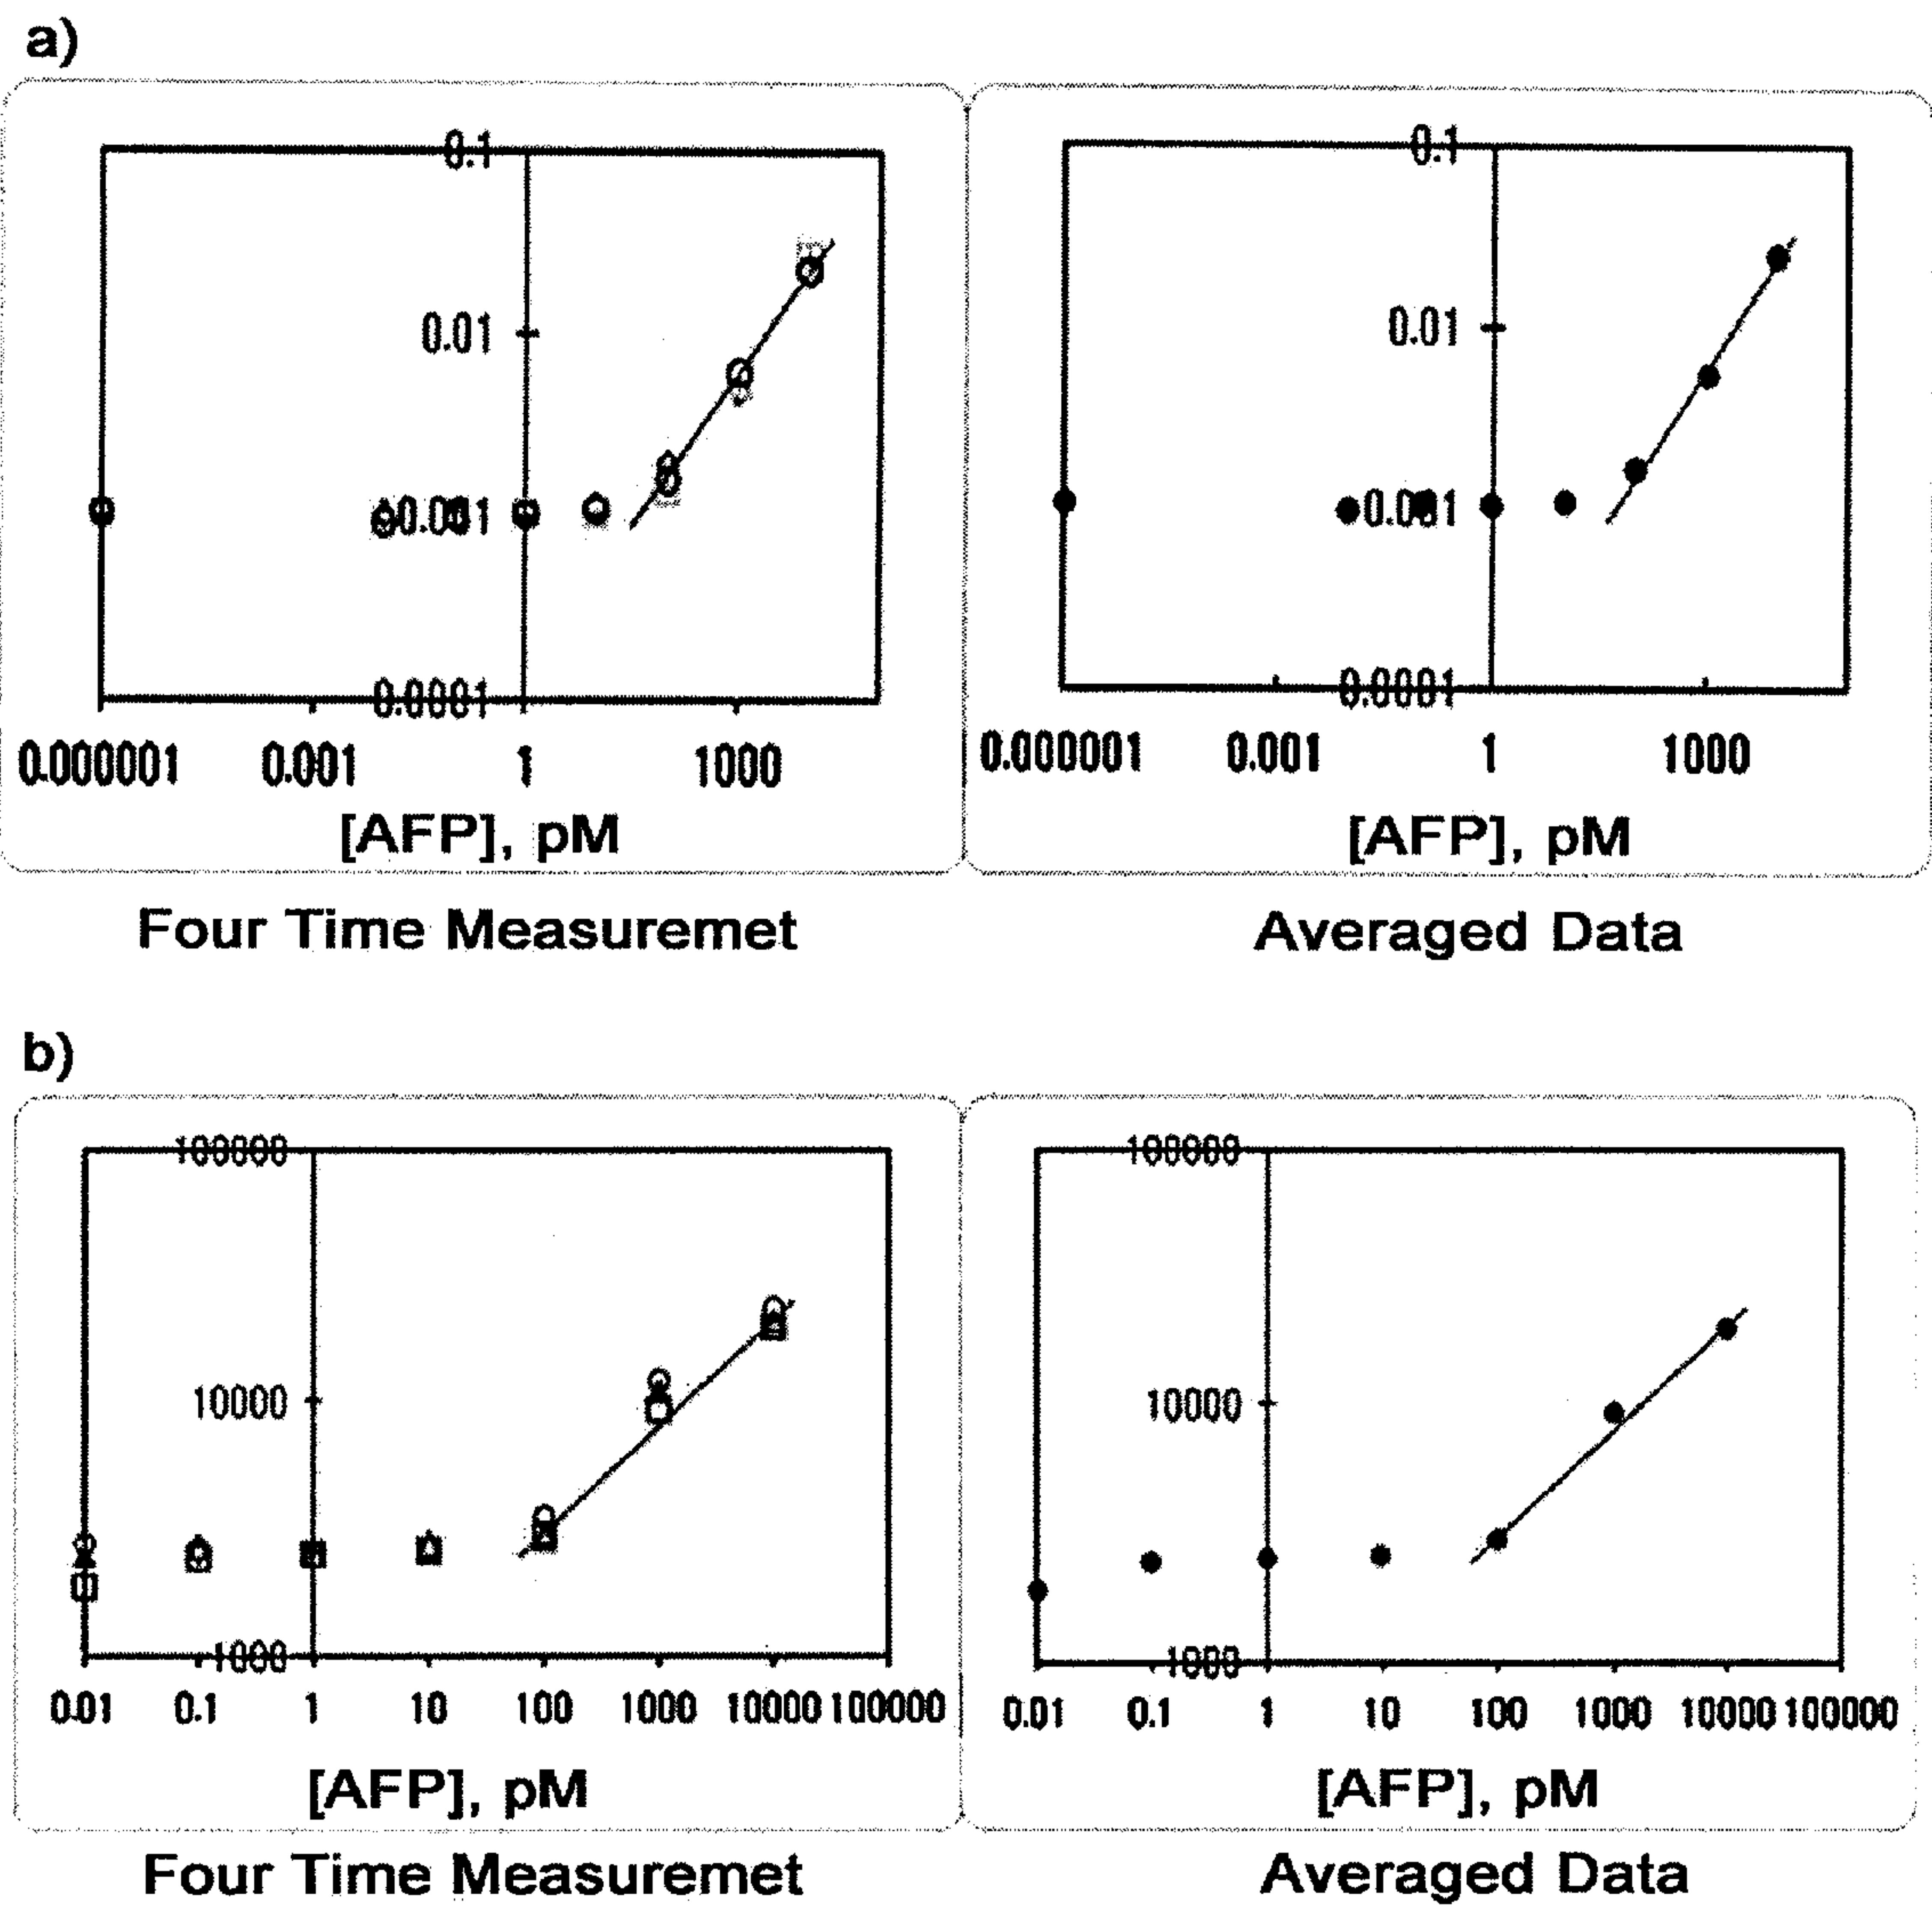 a)
0.1
0.01
0.001
0.0001
0.000001 0.001 1 1000
[AFP], pM
Four Time Measuremet
0.1
0.01
0.001
0.0001
0.000001 0.001 1 1000
[AFP], pM
Averaged Data
b)
100000
10000
1000
0.01 0.1 1 10 100 1000 10000 100000
[AFP], pM
Four Time Measuremet
100000
10000
1000
0.01 0.1 1 10 100 1000 10000 100000
[AFP], pM
Averaged Data